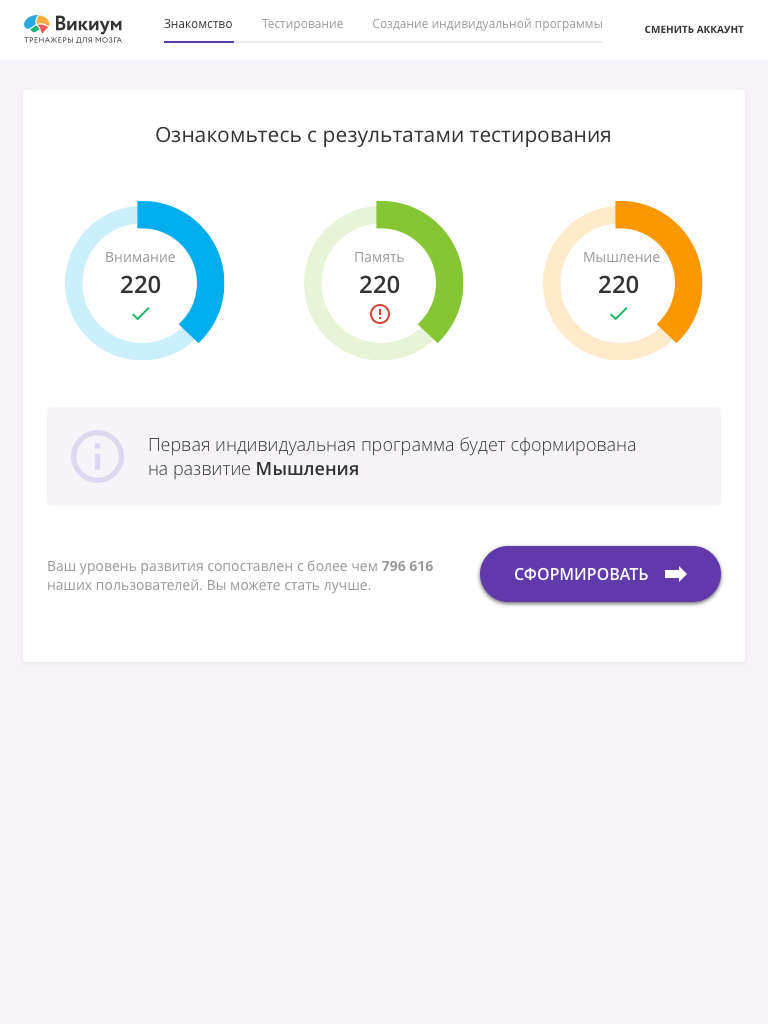 Викиум
ТРЕНАЖЕРЫ ДЛЯ МОЗГА
Знакомство
Тестирование
Создание индивидуальной программы
СМЕНИТЬ АККАУНТ
Ознакомьтесь с результатами тестирования
Внимание
220
Память
220
Мышление
220
Первая индивидуальная программа будет сформирована
на развитие Мышления
Ваш уровень развития сопоставлен с более чем 796 616
наших пользователей. Вы можете стать лучше.
СФОРМИРОВАТЬ